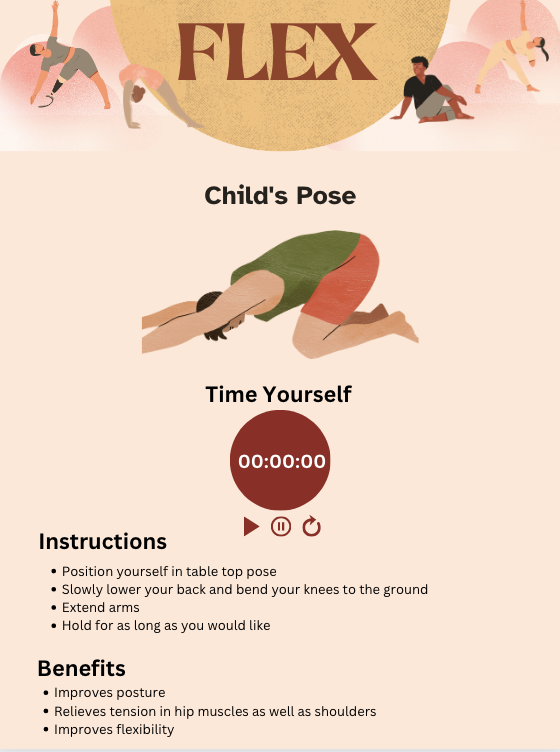 FLEX
Child's Pose
Time Yourself
00:00:00
Instructions
Position yourself in table top pose
Slowly lower your back and bend your knees to the ground
Extend arms
Hold for as long as you would like
Benefits
Improves posture
Relieves tension in hip muscles as well as shoulders
Improves flexibility